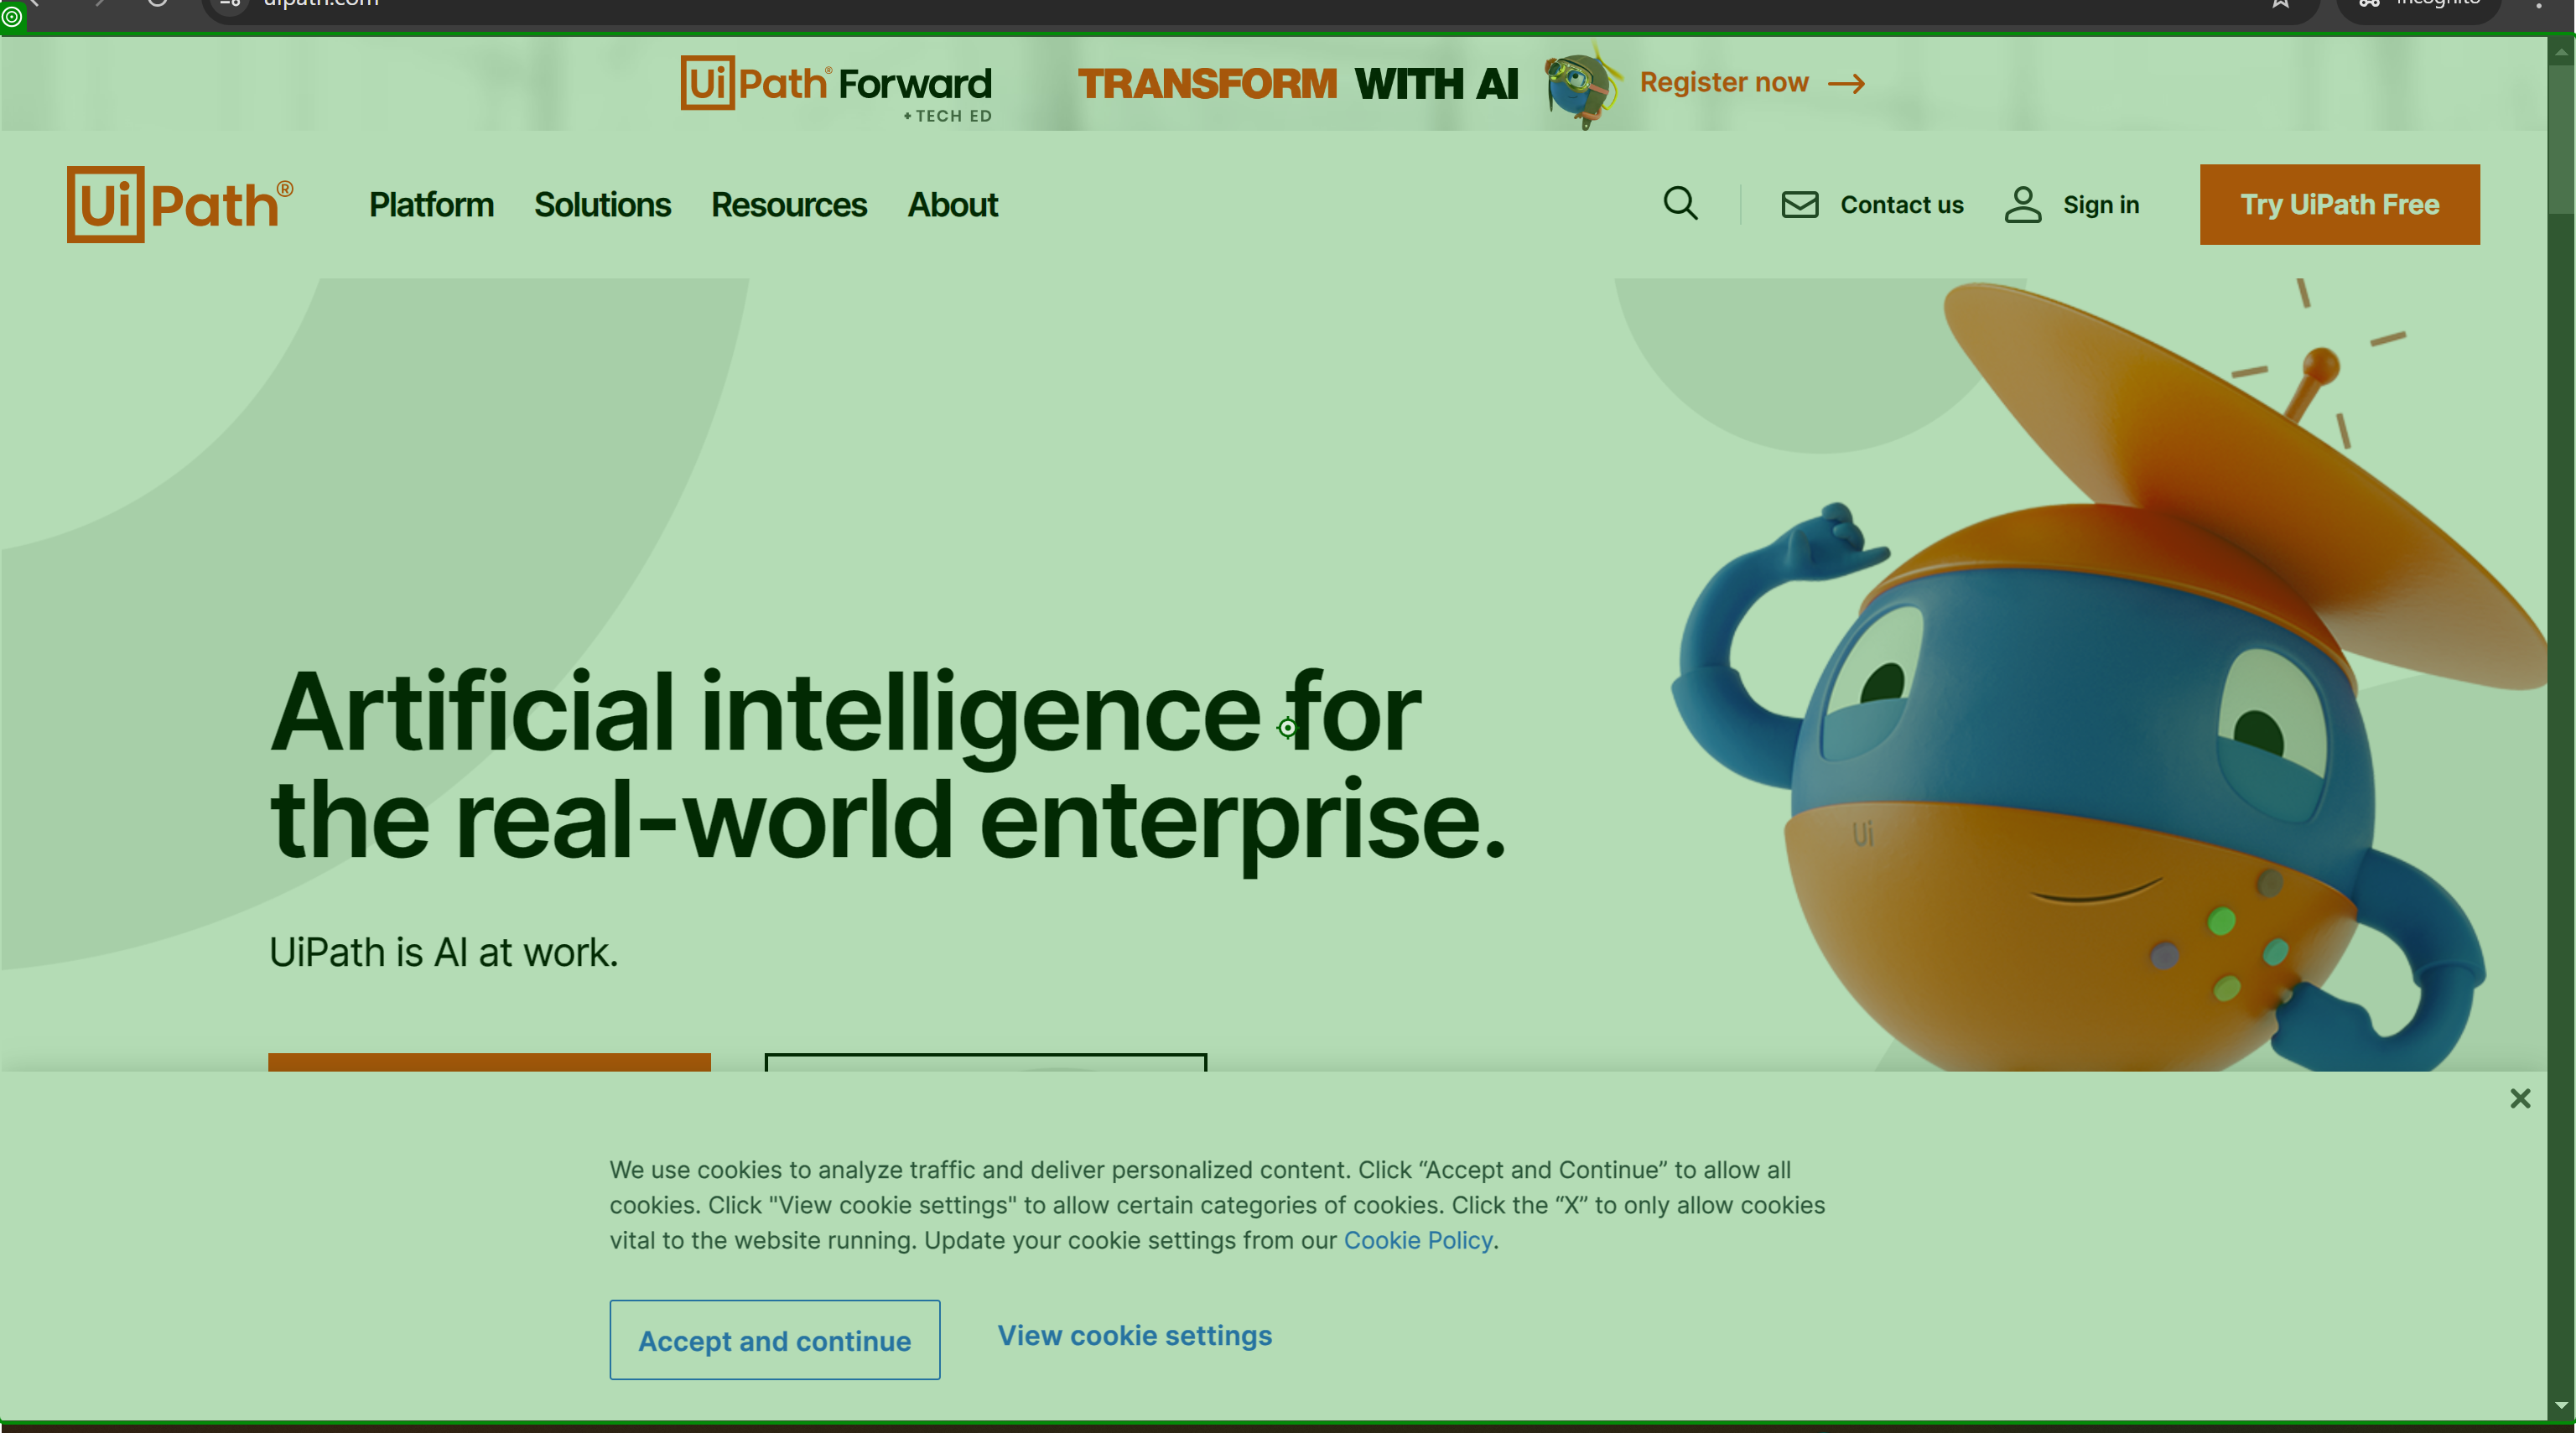 uipath.com
Incognito
UiPath® Forward
+ TECH ED
TRANSFORM WITH AI
Register now
UiPath®
Platform
Solutions
Resources
About
Contact us
Sign in
Try UiPath Free
Artificial intelligence for
the real-world enterprise.
UiPath is AI at work.
Ui
We use cookies to analyze traffic and deliver personalized content. Click “Accept and Continue” to allow all
cookies. Click "View cookie settings" to allow certain categories of cookies. Click the “X” to only allow cookies
vital to the website running. Update your cookie settings from our Cookie Policy.
Accept and continue
View cookie settings